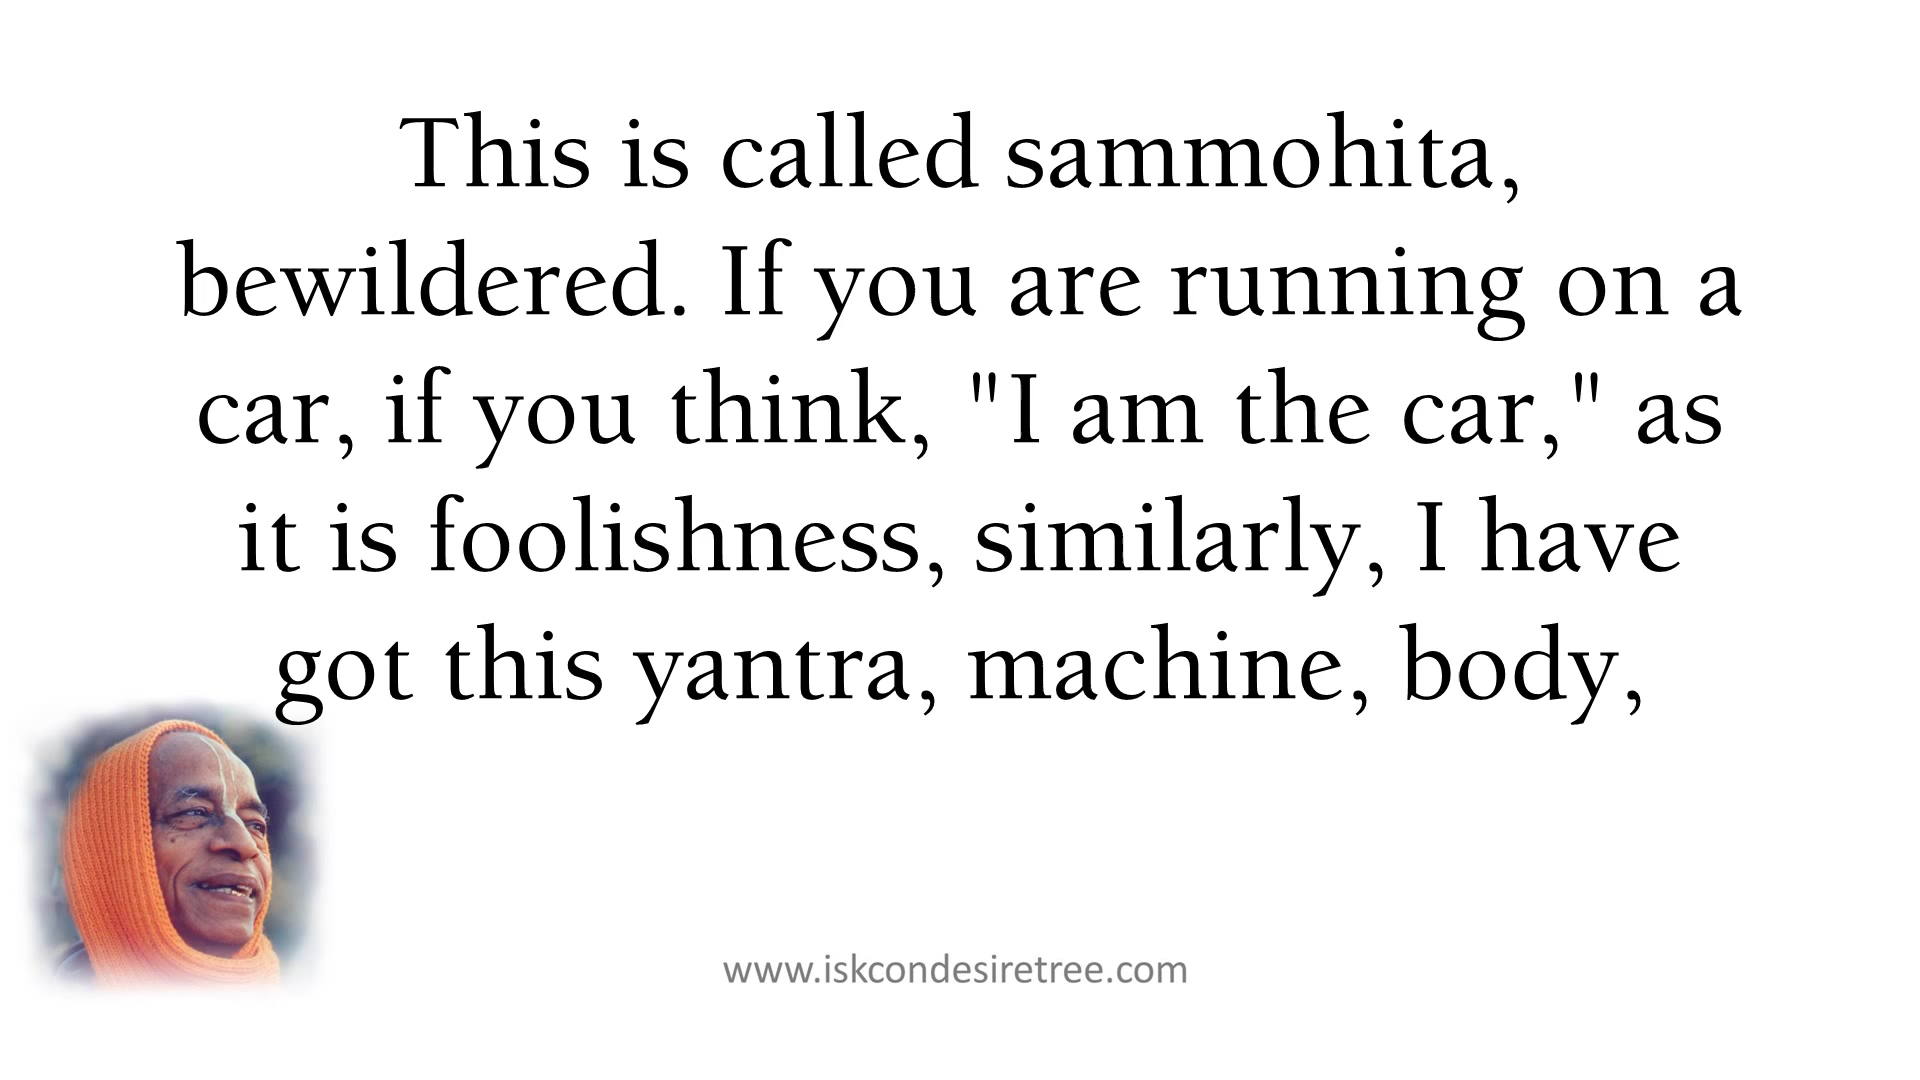 This is called sammohita,
bewildered. If you are running on a
car, if you think, "I am the car," as
it is foolishness, similarly, I have
got this yantra, machine, body,
www.iskcondesiretree.com